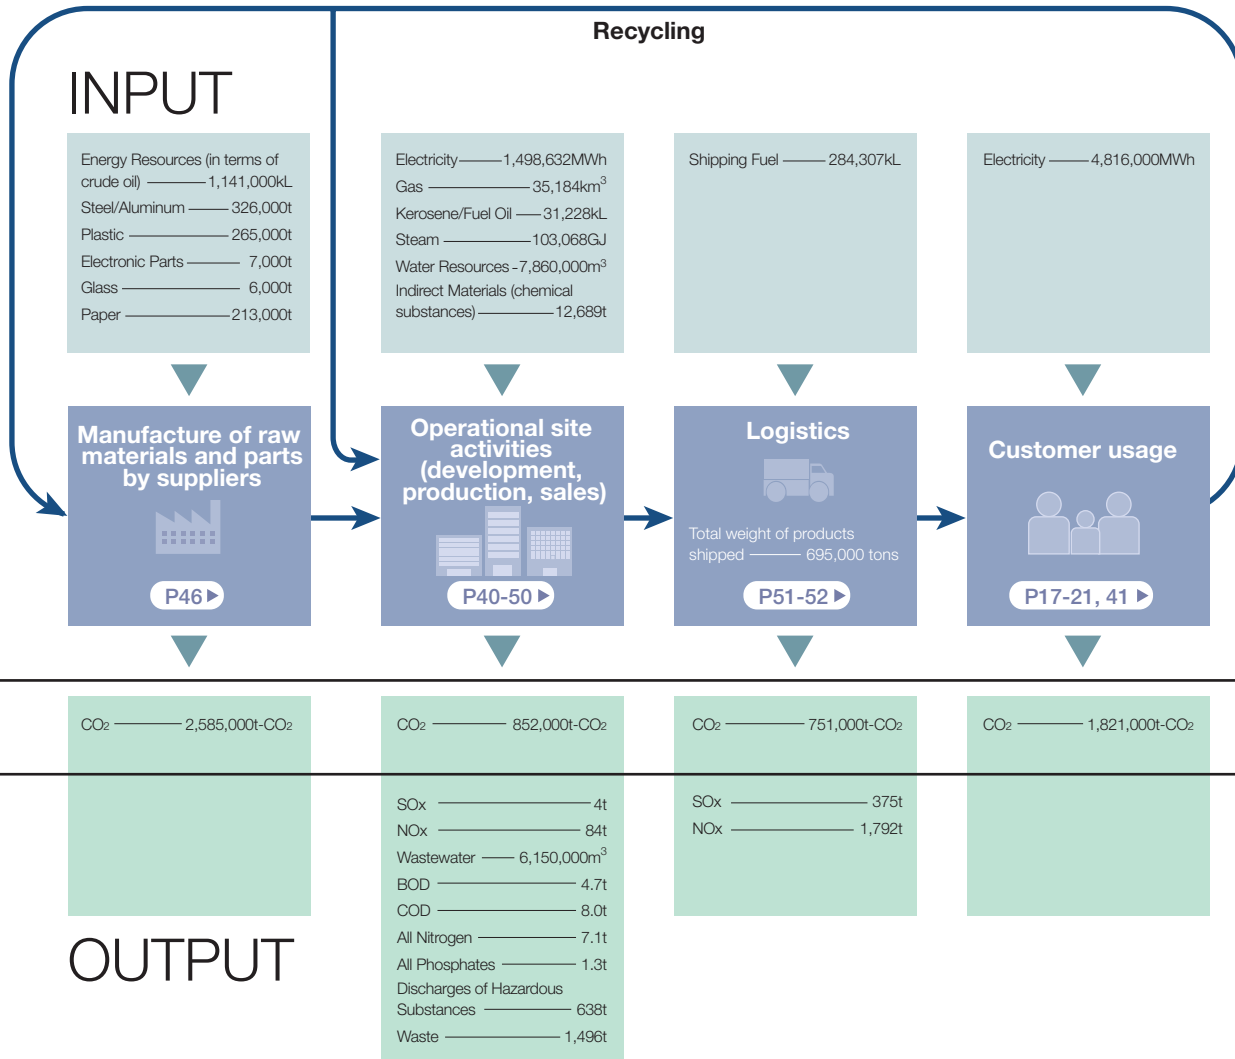 Recycling
INPUT
Energy Resources (in terms of
crude oil) 1,141,000kL
Steel/Aluminum 326,000t
Plastic 265,000t
Electronic Parts 7,000t
Glass 6,000t
Paper 213,000t
Electricity 1,498,632MWh
Gas 35,184km³
Kerosene/Fuel Oil 31,228kL
Steam 103,068GJ
Water Resources 7,860,000m³
Indirect Materials (chemical
substances) 12,689t
Shipping Fuel 284,307kL
Electricity 4,816,000MWh
Manufacture of raw
materials and parts
by suppliers
P46
Operational site
activities
(development,
production, sales)
P40-50
Logistics
Total weight of products
shipped 695,000 tons
P51-52
Customer usage
P17-21, 41
CO₂ 2,585,000t-CO₂
CO₂ 852,000t-CO₂
SOx 4t
NOx 84t
Wastewater 6,150,000m³
BOD 4.7t
COD 8.0t
All Nitrogen 7.1t
All Phosphates 1.3t
Discharges of Hazardous
Substances 638t
Waste 1,496t
CO₂ 751,000t-CO₂
SOx 375t
NOx 1,792t
CO₂ 1,821,000t-CO₂
OUTPUT